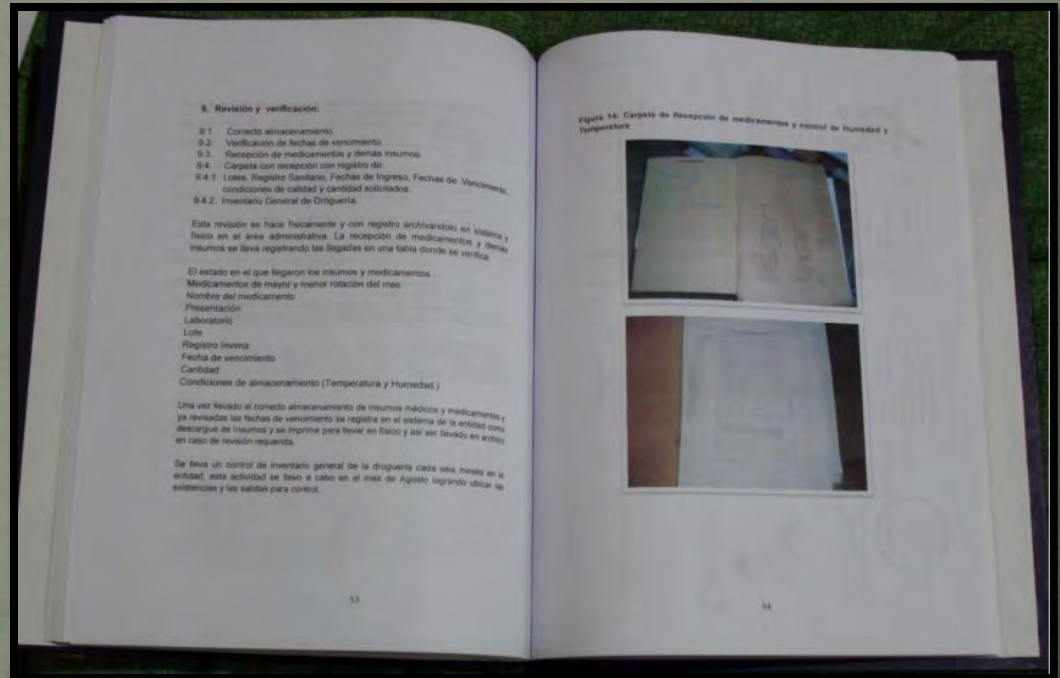 9. Revisión y verificación:
9.1. Correcto almacenamiento
9.2. Verificación de fechas de vencimiento
9.3. Recepción de medicamentos y demás insumos
9.4. Carpeta con recepción con registro de:
9.4.1. Lotes, Registro Sanitario, Fechas de Ingreso, Fechas de Vencimiento,
condiciones de calidad y cantidad solicitados.
9.4.2. Inventario General de Droguería.
Esta revisión se hace físicamente y con registro archivándolo en sistema y
físico en el área administrativa. La recepción de medicamentos y demás
insumos se lleva registrando las llegadas en una tabla donde se verifica:
El estado en el que llegaron los insumos y medicamentos
Medicamentos de mayor y menor rotación del mes
Nombre del medicamento
Presentación
Laboratorio
Lote
Registro Invima
Fecha de vencimiento
Cantidad
Condiciones de almacenamiento (Temperatura y Humedad.)
Una vez llevado el correcto almacenamiento de insumos médicos y medicamentos y
ya revisadas las fechas de vencimiento se registra en el sistema de la entidad como
descargue de insumos y se imprime para llevar en físico y así ser llevado en archivo
en caso de revisión requerida.
Se lleva un control de inventario general de la droguería cada seis meses en la
entidad, esta actividad se llevo a cabo en el mes de Agosto logrando ubicar las
existencias y las salidas para control.
53
Figura 14: Carpeta de Recepción de medicamentos y control de Humedad y
Temperatura
54